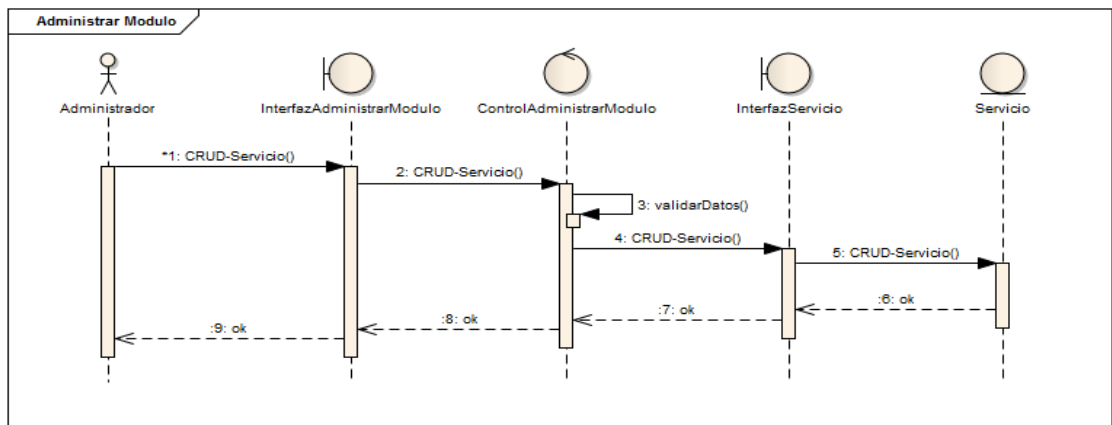 Administrar Modulo
Administrador
InterfazAdministrarModulo
ControlAdministrarModulo
InterfazServicio
Servicio
*1: CRUD-Servicio()
2: CRUD-Servicio()
3: validarDatos()
4: CRUD-Servicio()
5: CRUD-Servicio()
:6: ok
:7: ok
:8: ok
:9: ok